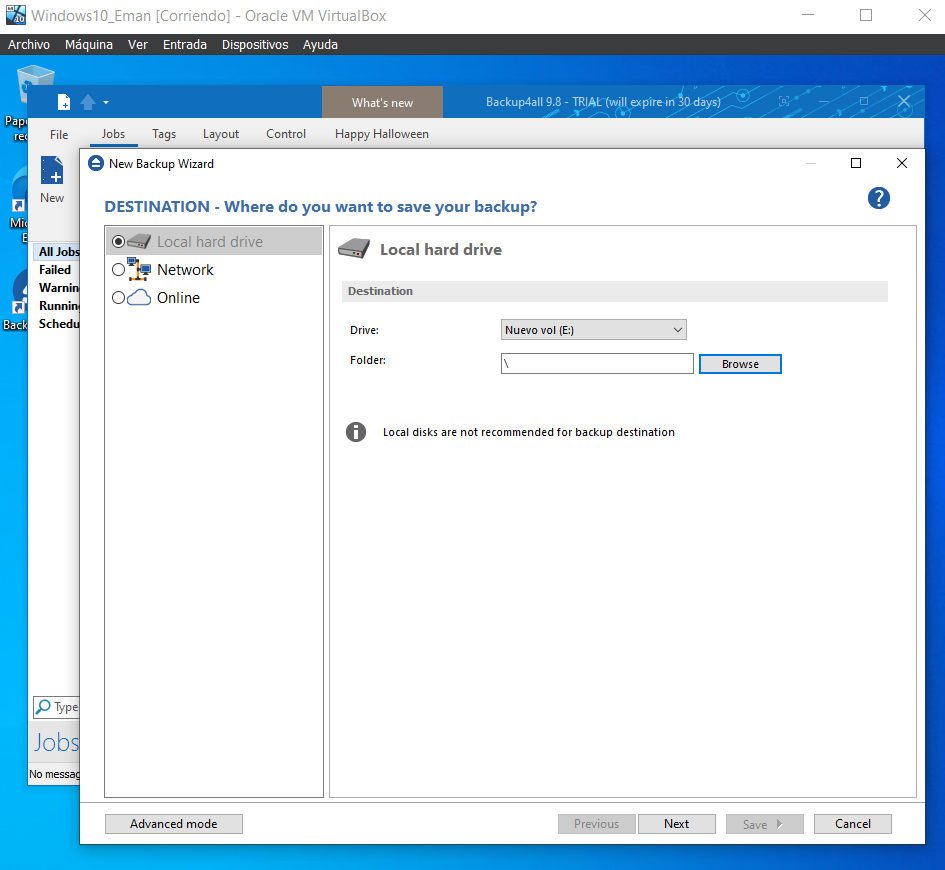 Windows10_Eman [Corriendo] - Oracle VM VirtualBox
Archivo Máquina Ver Entrada Dispositivos Ayuda
What's new
Backup4all 9.8 - TRIAL (will expire in 30 days)
File Jobs Tags Layout Control Happy Halloween
New
New Backup Wizard
DESTINATION - Where do you want to save your backup?
All Jobs
Failed
Warnin
Running
Schedu
Local hard drive
Network
Online
Local hard drive
Destination
Drive: Nuevo vol (E:)
Folder: \ Browse
Local disks are not recommended for backup destination
Pape
rec
Mic
E
Back
Type
Jobs
No messag
Advanced mode Previous Next Save Cancel